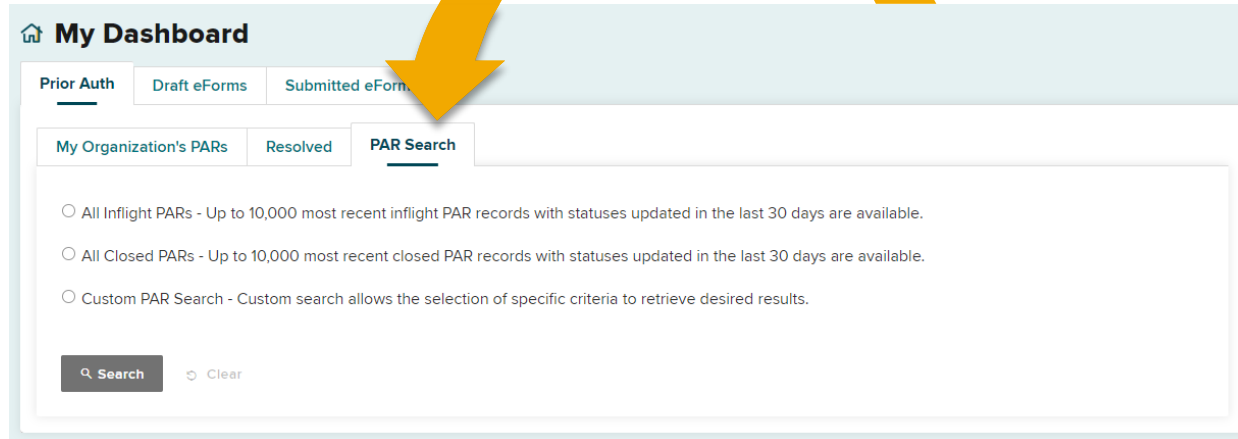 My Dashboard
Prior Auth
Draft eForms
Submitted eForm
My Organization's PARs
Resolved
PAR Search
All Inflight PARs - Up to 10,000 most recent inflight PAR records with statuses updated in the last 30 days are available.
All Closed PARs - Up to 10,000 most recent closed PAR records with statuses updated in the last 30 days are available.
Custom PAR Search - Custom search allows the selection of specific criteria to retrieve desired results.
Search
Clear